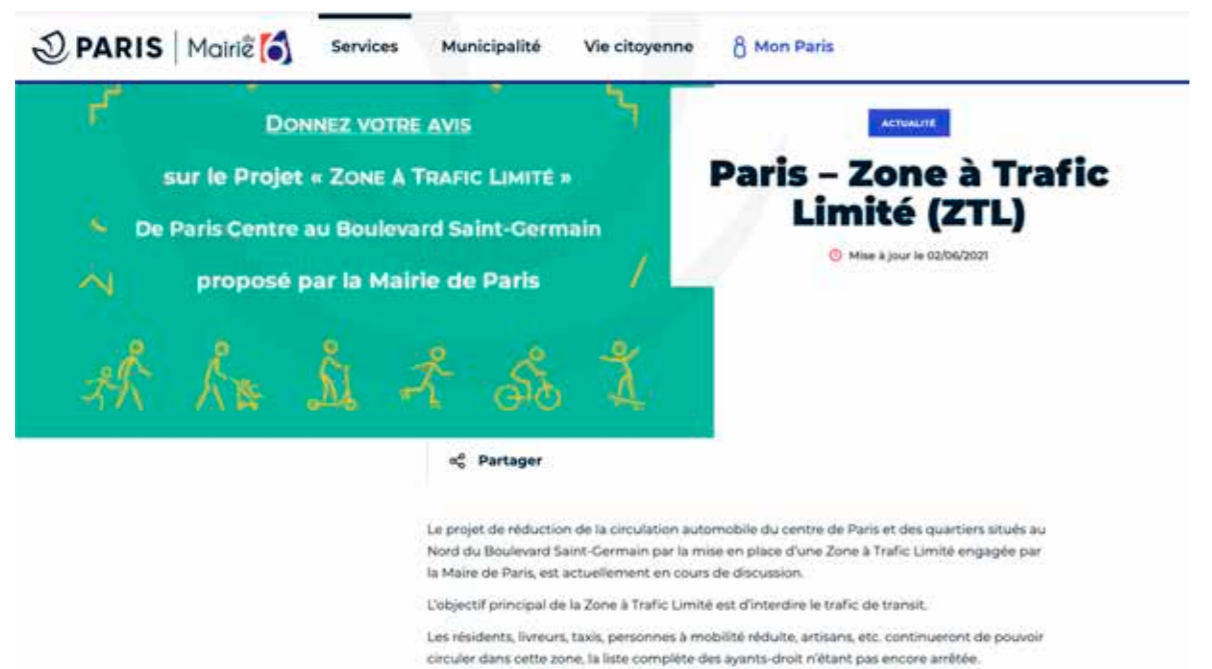 PARIS | Mairie du 6
Services
Municipalité
Vie citoyenne
Mon Paris
DONNEZ VOTRE AVIS
sur le Projet « ZONE À TRAFIC LIMITÉ »
De Paris Centre au Boulevard Saint-Germain
proposé par la Mairie de Paris
ACTUALITÉ
Paris – Zone à Trafic
Limité (ZTL)
Mise à jour le 02/06/2021
Partager
Le projet de réduction de la circulation automobile du centre de Paris et des quartiers situés au
Nord du Boulevard Saint-Germain par la mise en place d'une Zone à Trafic Limité engagée par
la Maire de Paris, est actuellement en cours de discussion.
L'objectif principal de la Zone à Trafic Limité est d'interdire le trafic de transit.
Les résidents, livreurs, taxis, personnes à mobilité réduite, artisans, etc. continueront de pouvoir
circuler dans cette zone, la liste complète des ayants-droit n'étant pas encore arrêtée.